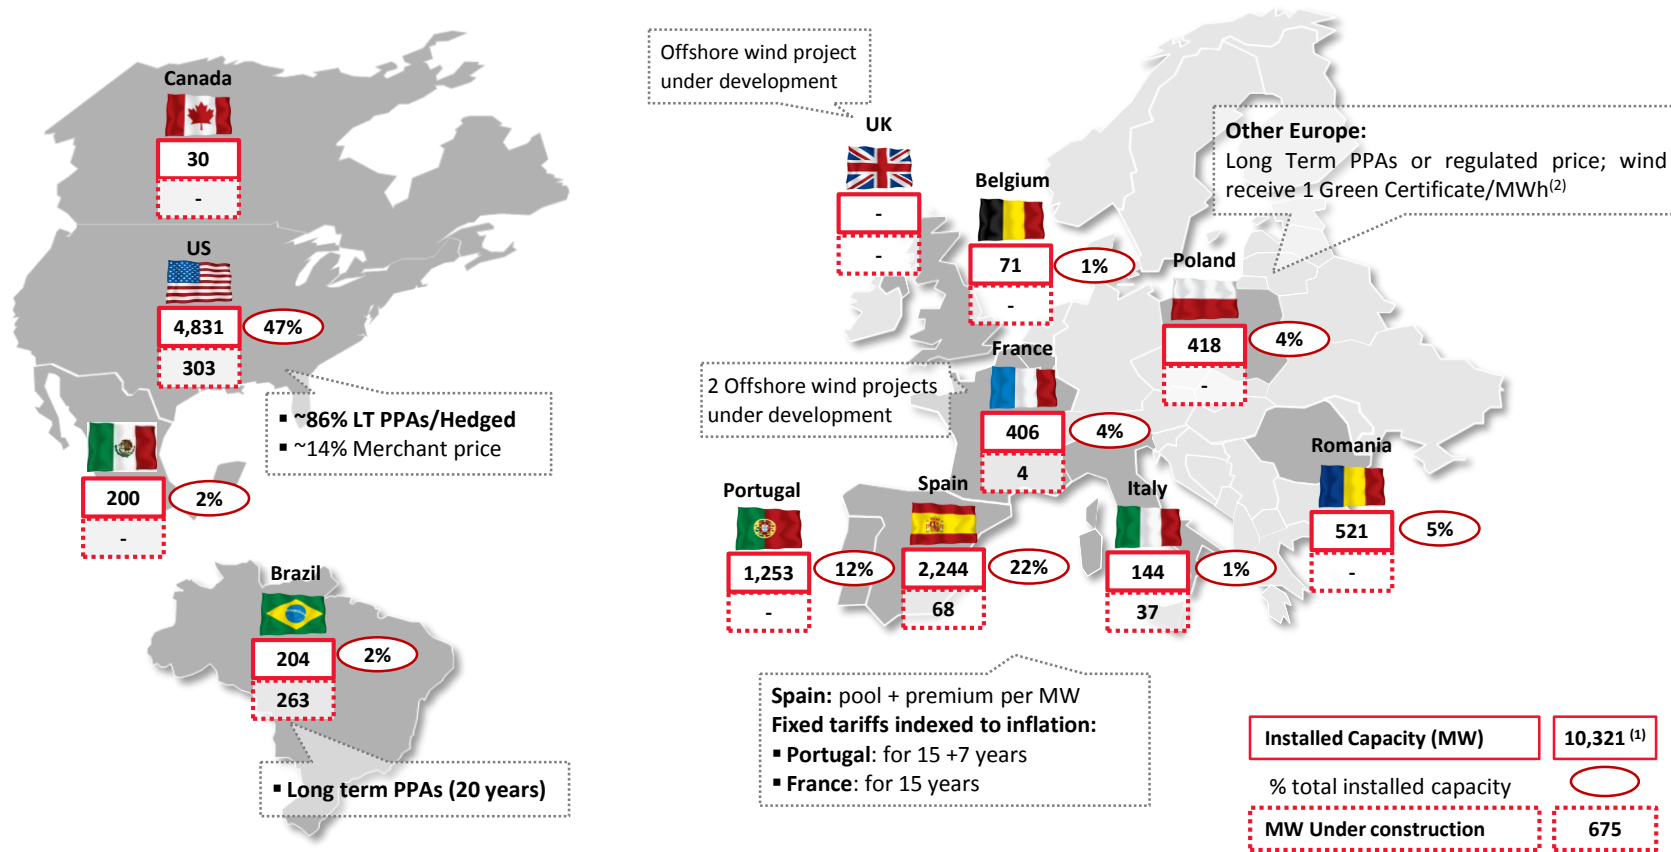 Canada
30
-
US
4,831
47%
303
▪ ~86% LT PPAs/Hedged
▪ ~14% Merchant price
200
2%
-
Brazil
204
2%
263
▪ Long term PPAs (20 years)
Offshore wind project
under development
UK
-
-
Belgium
71
1%
-
Other Europe:
Long Term PPAs or regulated price; wind
receive 1 Green Certificate/MWh(2)
Poland
418
4%
-
2 Offshore wind projects
under development
France
406
4%
4
Romania
521
5%
-
Portugal
1,253
12%
-
Spain
2,244
22%
68
Italy
144
1%
37
Spain: pool + premium per MW
Fixed tariffs indexed to inflation:
▪ Portugal: for 15 +7 years
▪ France: for 15 years
Installed Capacity (MW)
10,321 (1)
% total installed capacity
MW Under construction
675